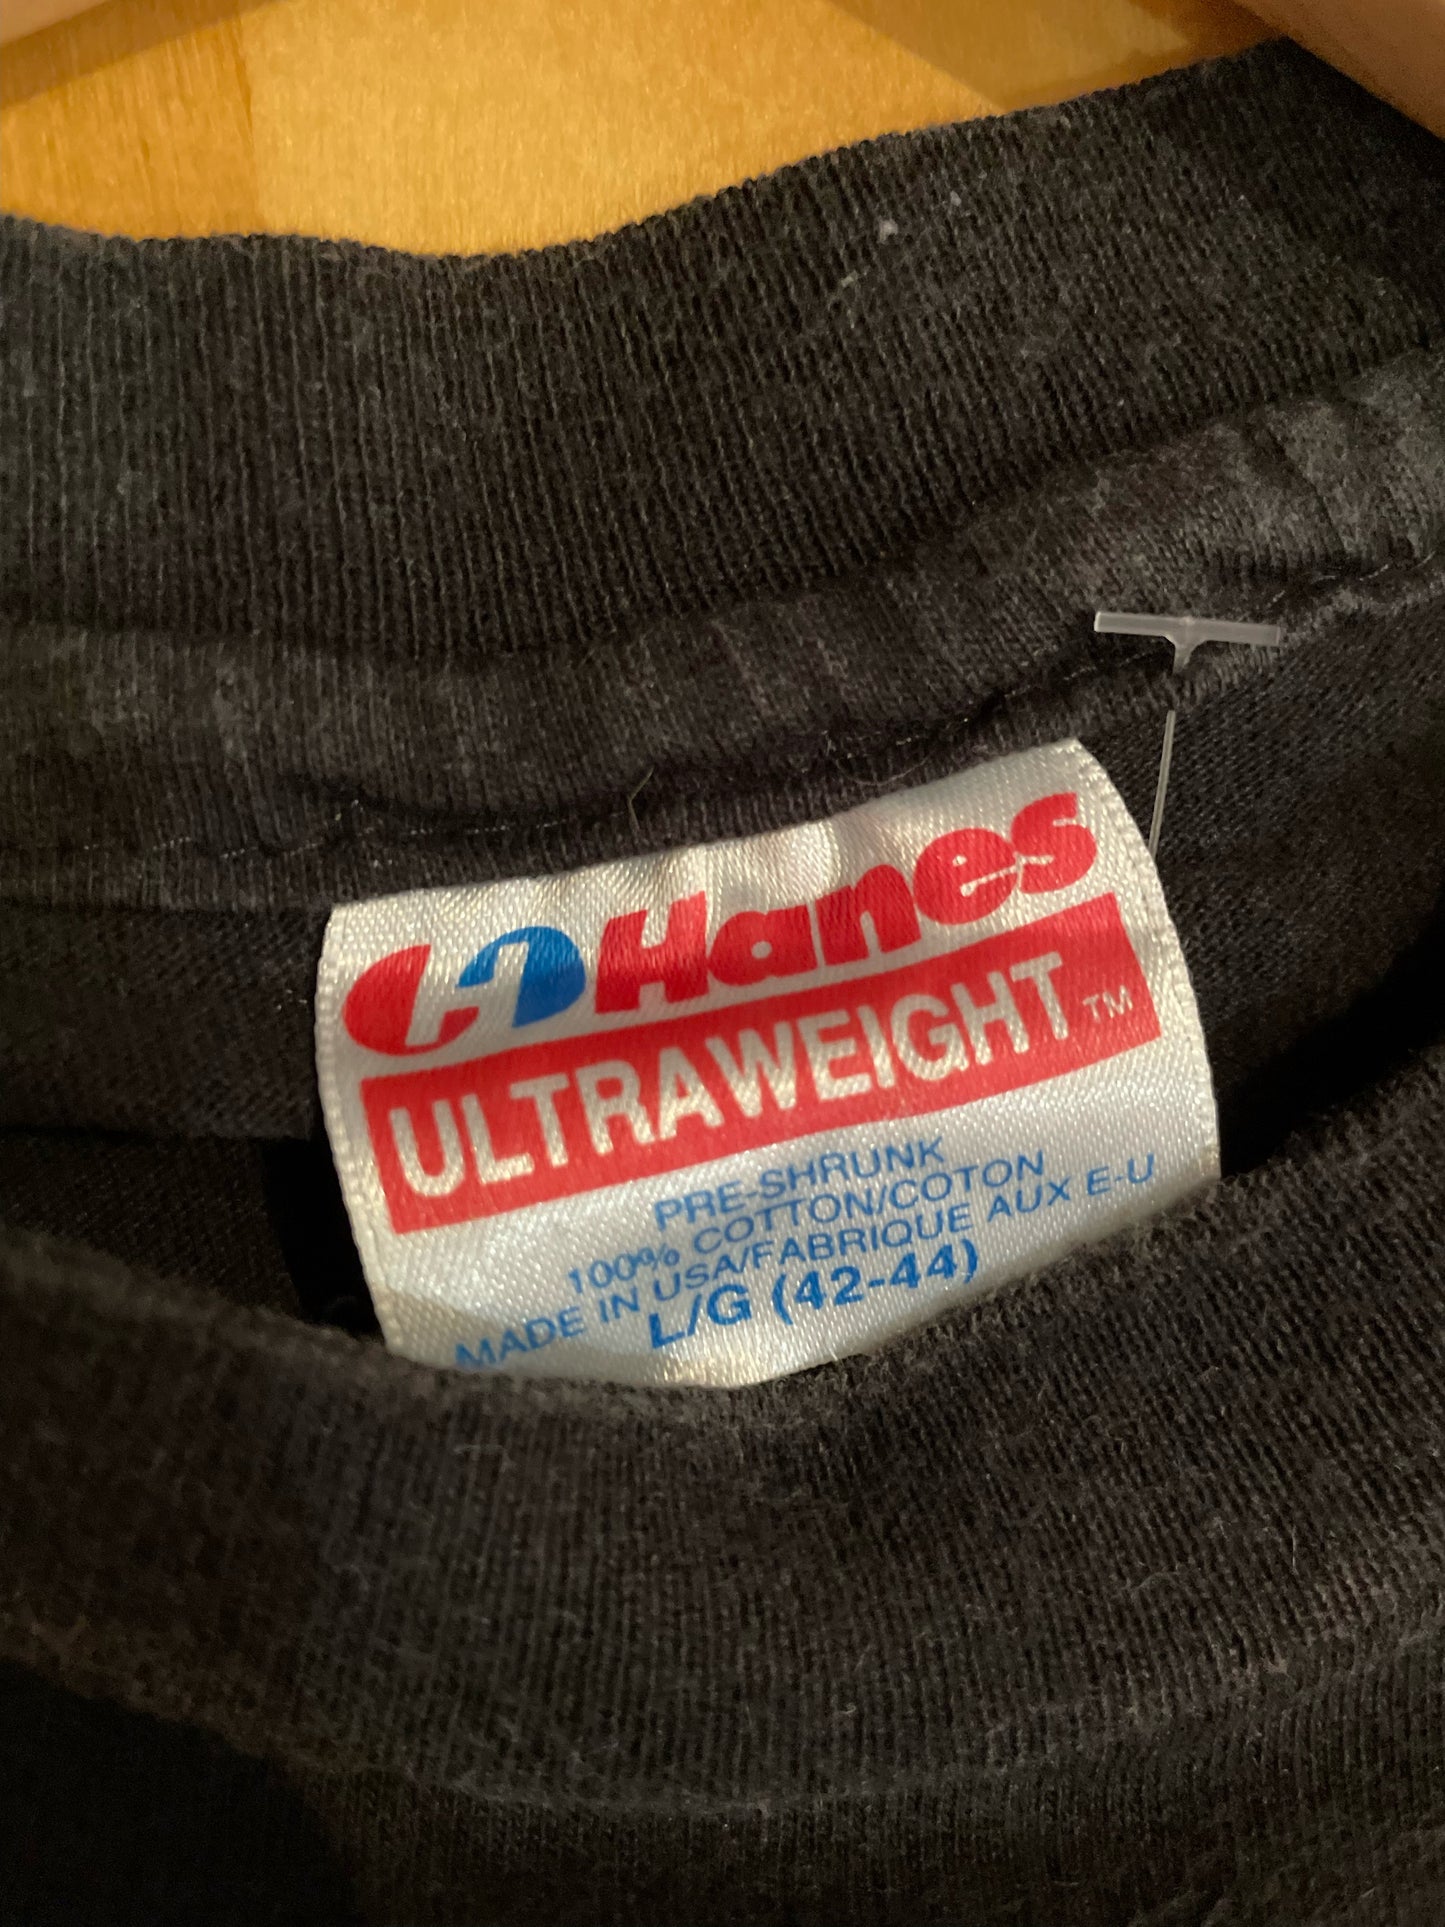 Hanes
ULTRAWEIGHT™
PRE-SHRUNK
100% COTTON/COTON
MADE IN USA/FABRIQUE AUX E-U
L/G (42-44)